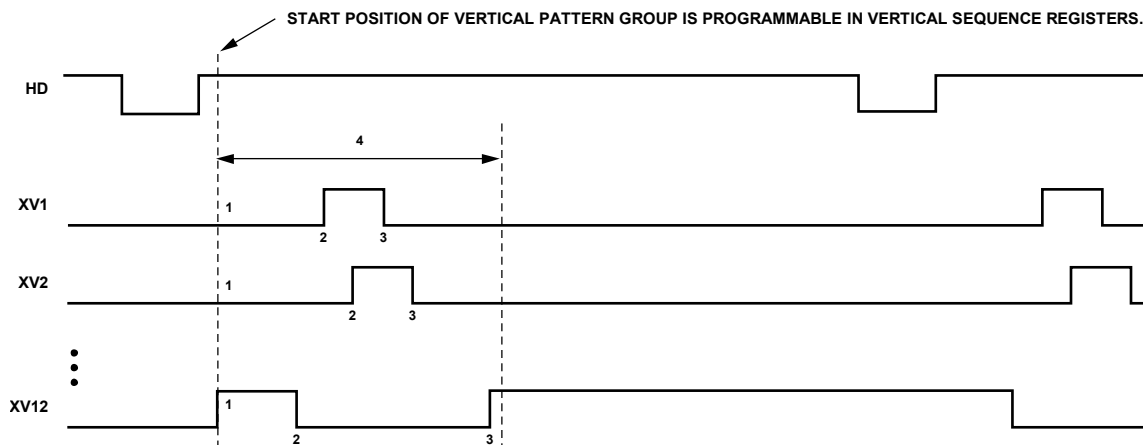 START POSITION OF VERTICAL PATTERN GROUP IS PROGRAMMABLE IN VERTICAL SEQUENCE REGISTERS.
HD
4
XV1
1
2 3
XV2
1
2 3
XV12
1
2 3